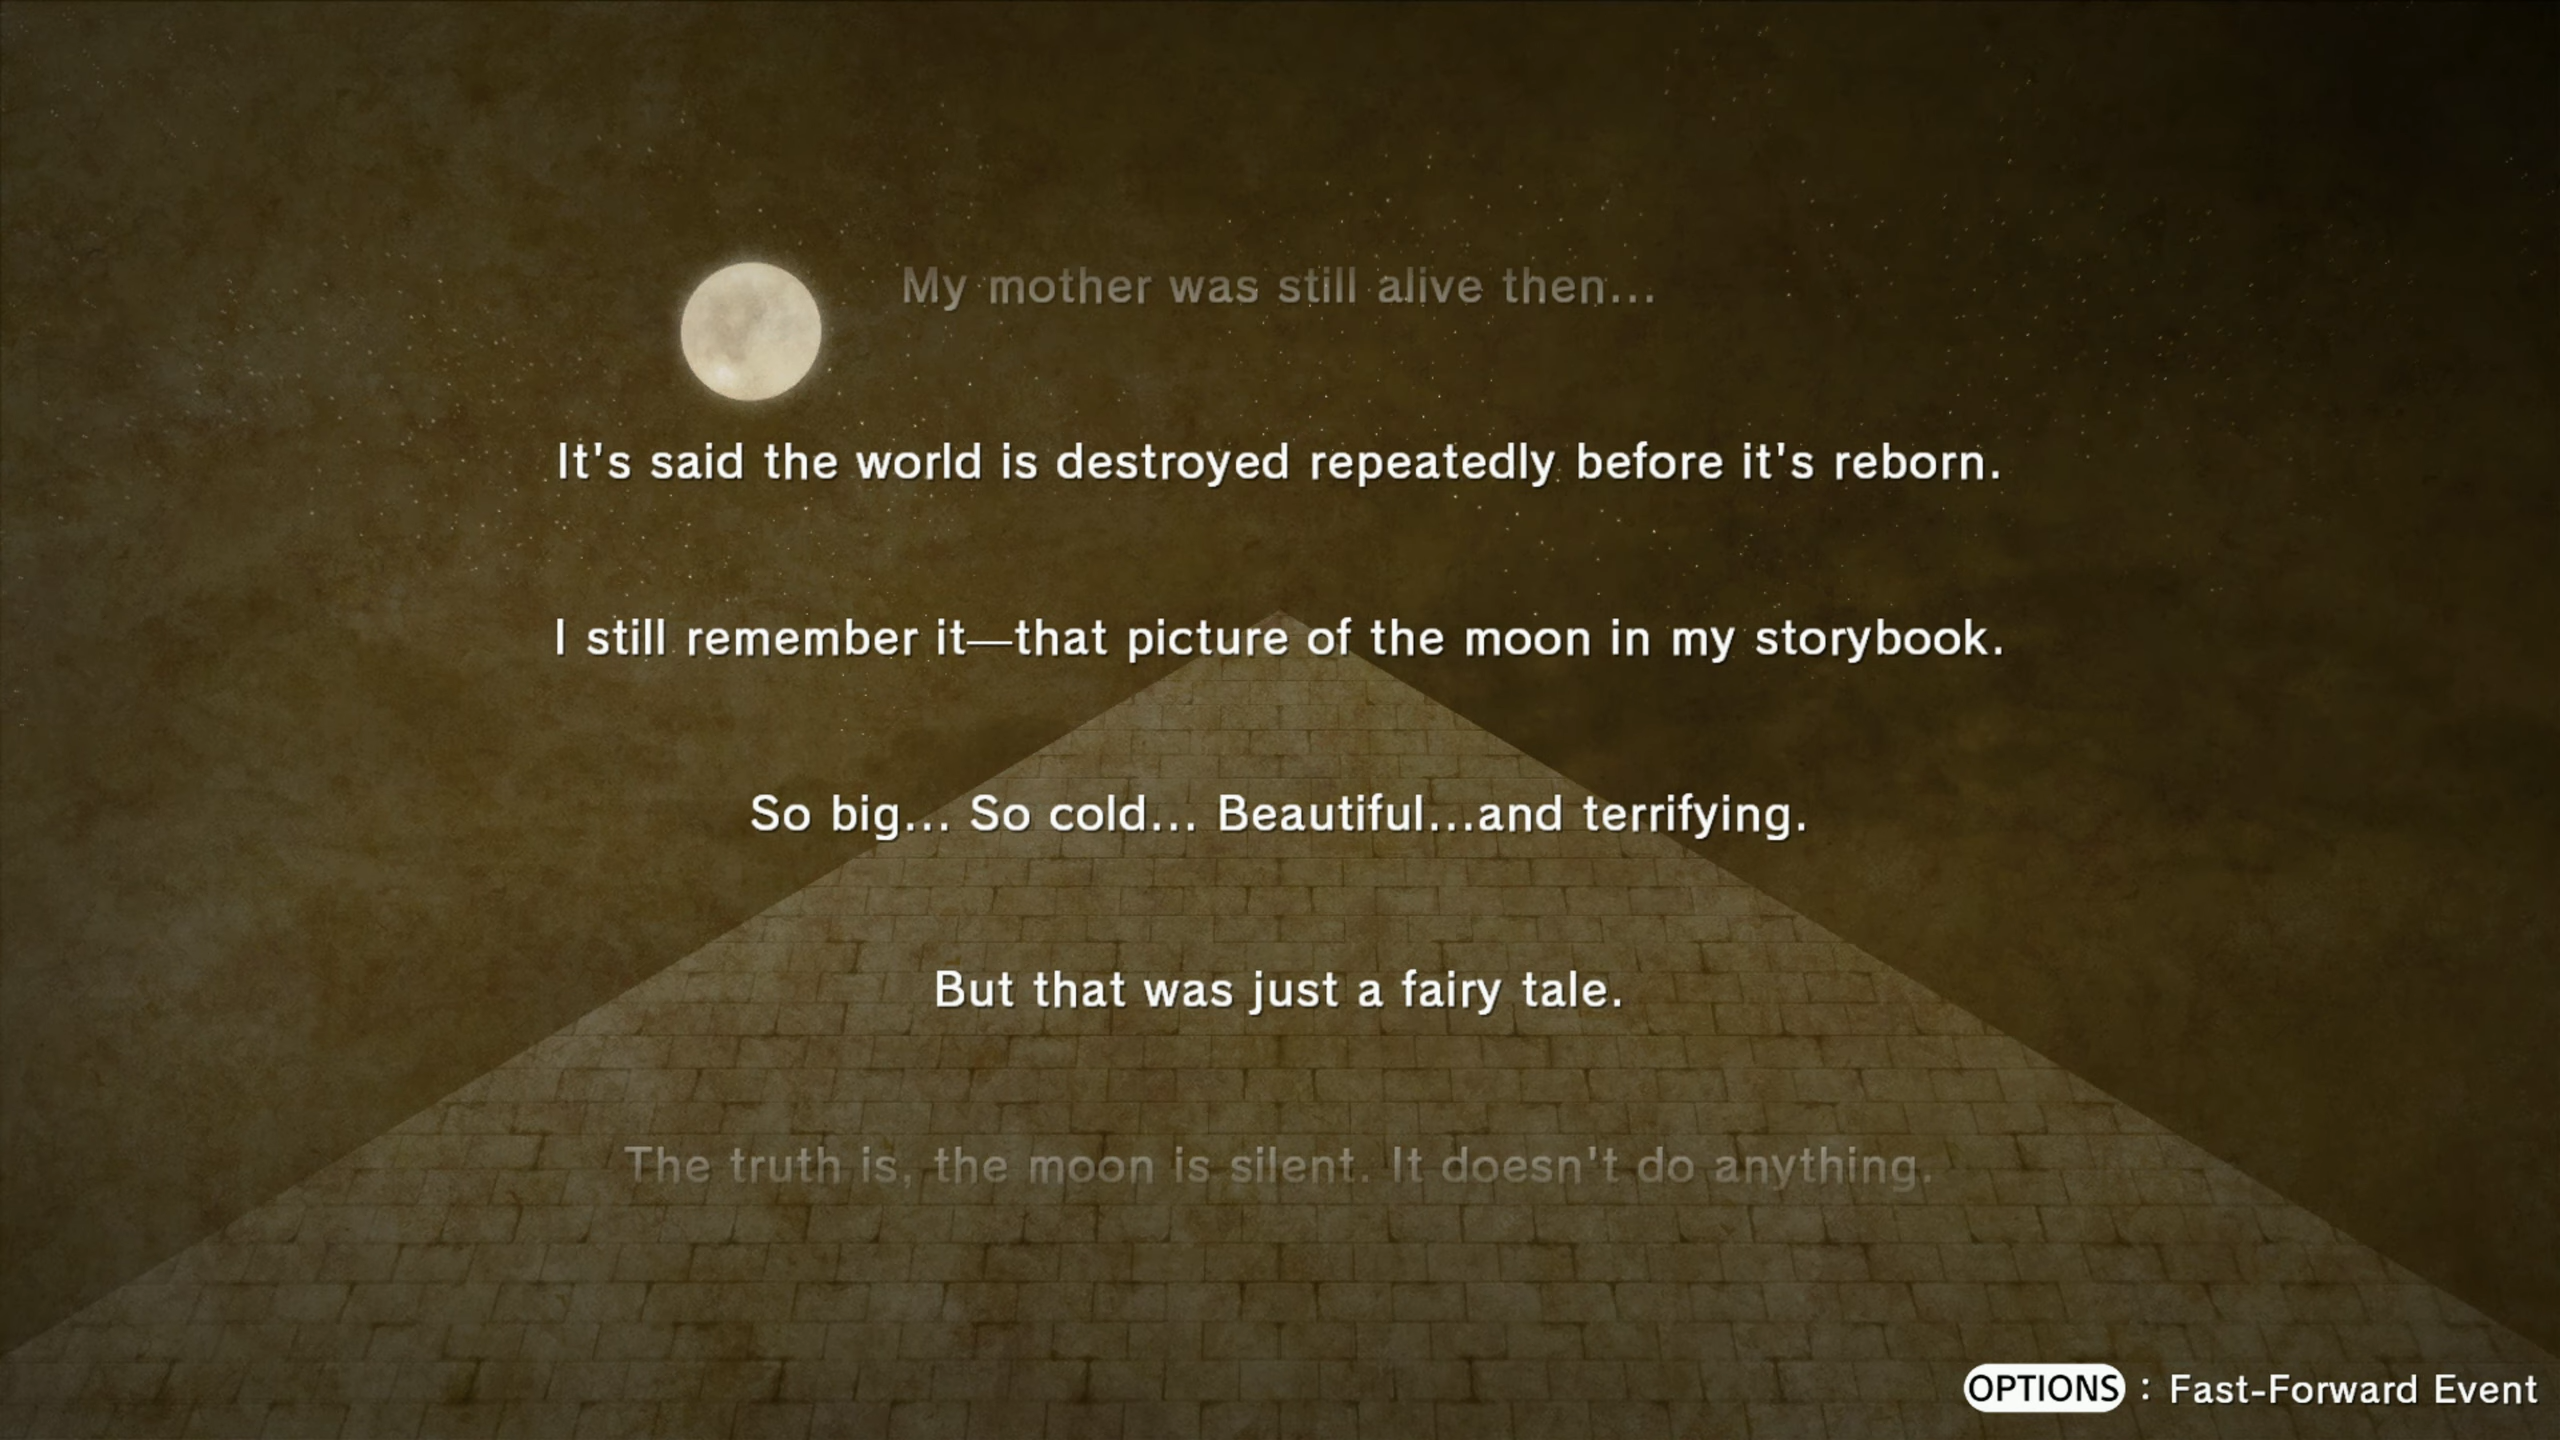 My mother was still alive then...
It's said the world is destroyed repeatedly before it's reborn.
I still remember it—that picture of the moon in my storybook.
So big... So cold... Beautiful...and terrifying.
But that was just a fairy tale.
The truth is, the moon is silent. It doesn't do anything.
OPTIONS : Fast-Forward Event